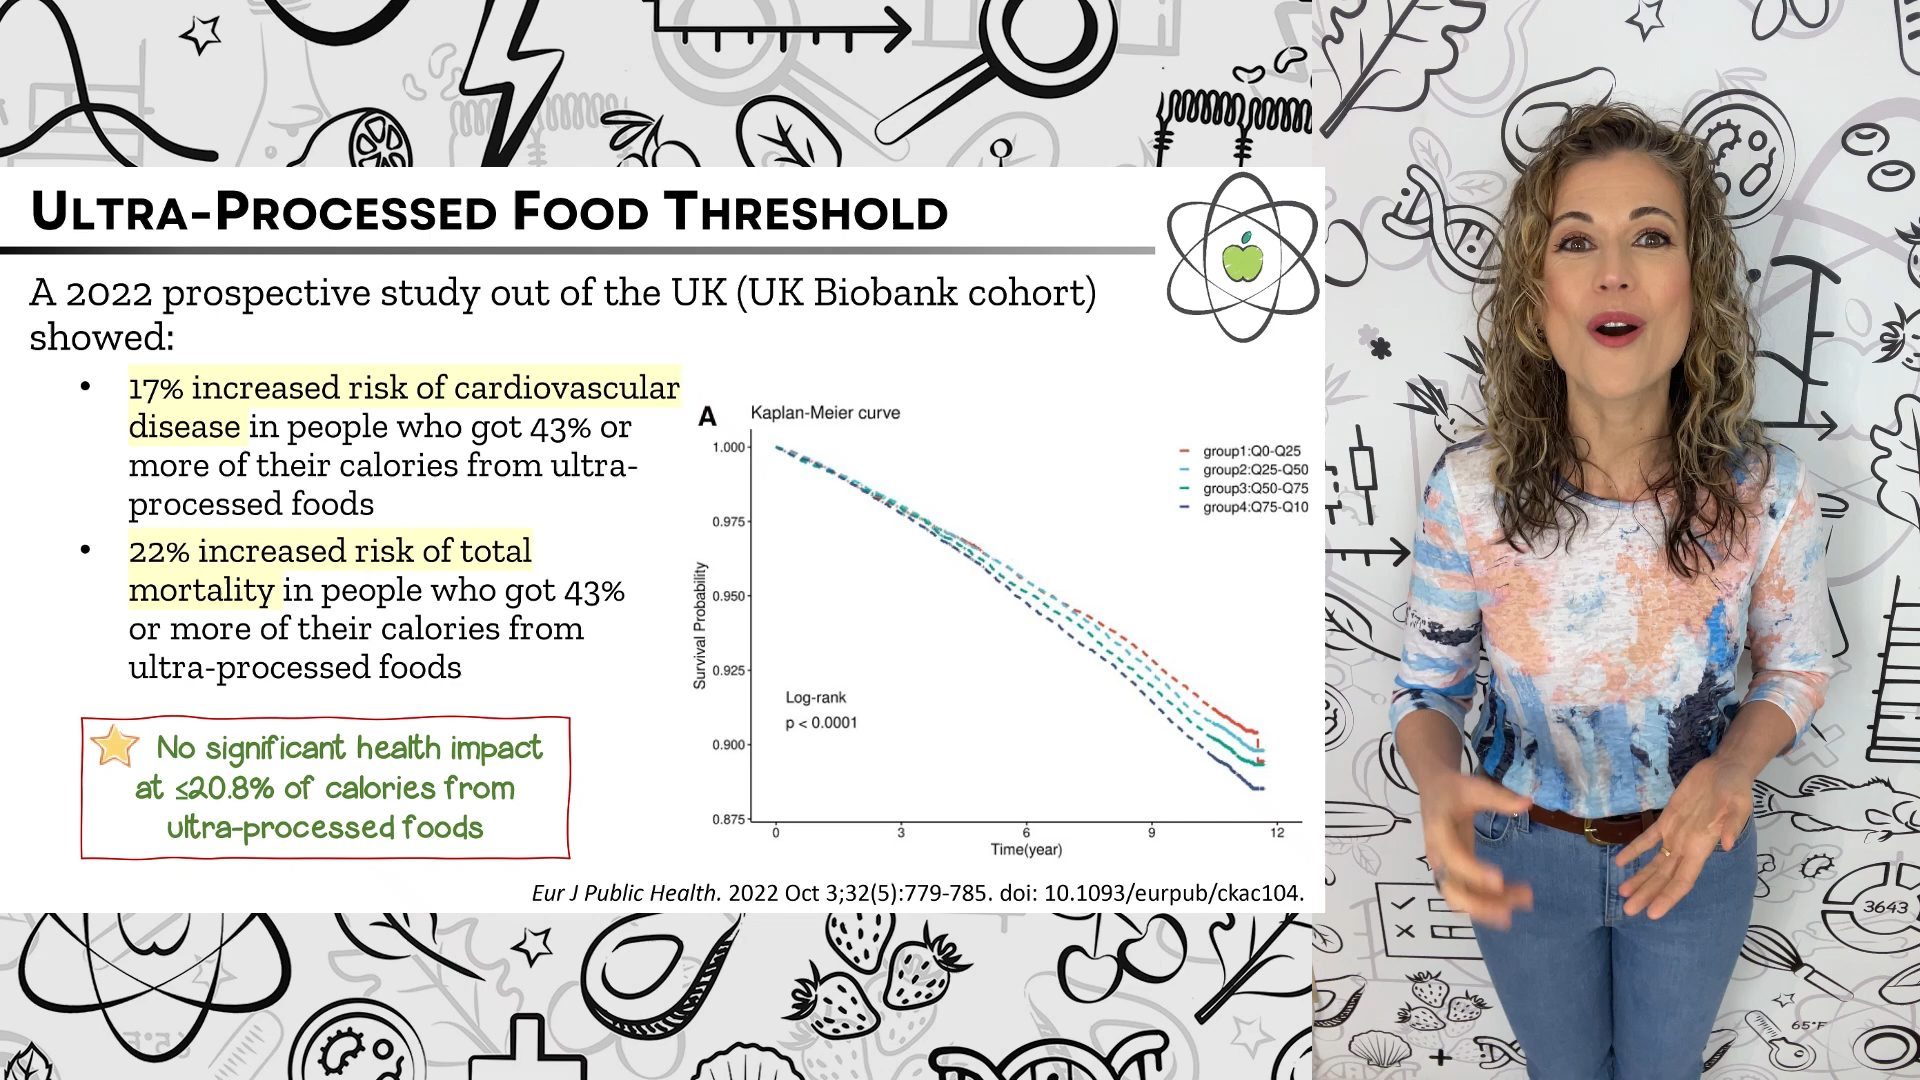 ULTRA-PROCESSED FOOD THRESHOLD
A 2022 prospective study out of the UK (UK Biobank cohort)
showed:
• 17% increased risk of cardiovascular
disease in people who got 43% or
more of their calories from ultra-
processed foods
• 22% increased risk of total
mortality in people who got 43%
or more of their calories from
ultra-processed foods
No significant health impact
at ≤20.8% of calories from
ultra-processed foods
A Kaplan-Meier curve
1.000
0.975
0.950
0.925
0.900
0.875
Survival Probability
group1:Q0-Q25
group2:Q25-Q50
group3:Q50-Q75
group4:Q75-Q10
Log-rank
p < 0.0001
0 3 6 9 12
Time(year)
Eur J Public Health. 2022 Oct 3;32(5):779-785. doi: 10.1093/eurpub/ckac104.
3643
65°F